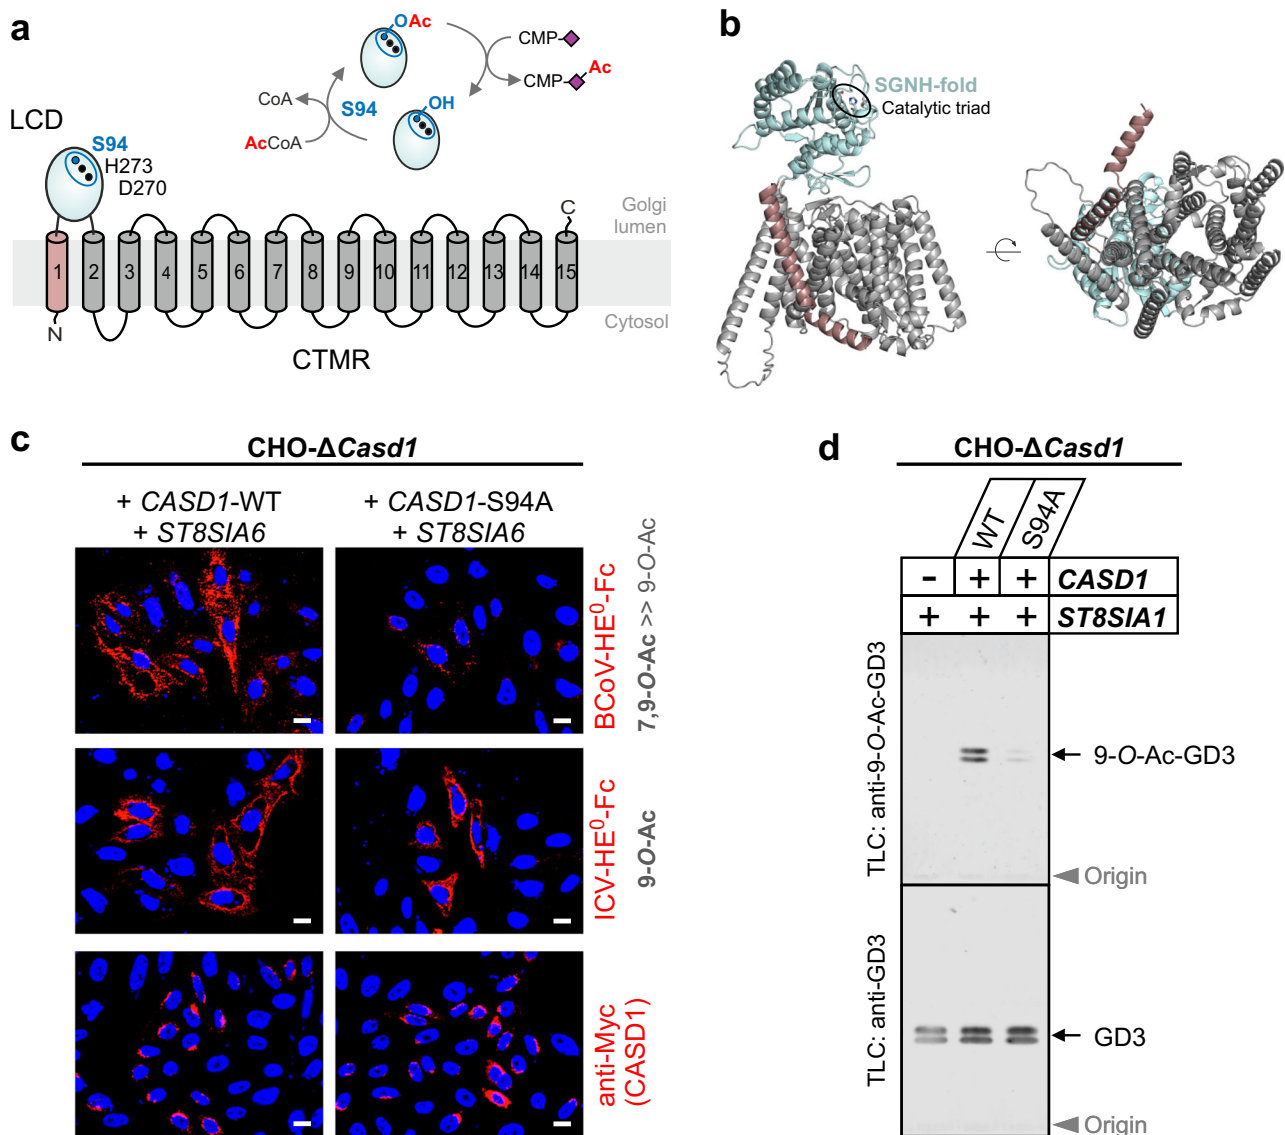 a
OAc
CMP-
CMP-
Ac
CoA
S94
OH
AcCoA
LCD
S94
H273
D270
C
Golgi
lumen
1 2 3 4 5 6 7 8 9 10 11 12 13 14 15
N
Cytosol
CTMR
b
SGNH-fold
Catalytic triad
c
CHO-ΔCasd1
+ CASD1-WT
+ ST8SIA6
+ CASD1-S94A
+ ST8SIA6
BCoV-HE⁰-Fc
7,9-O-Ac >> 9-O-Ac
ICV-HE⁰-Fc
9-O-Ac
anti-Myc
(CASD1)
d
CHO-ΔCasd1
WT
S94A
- + + CASD1
+ + + ST8SIA1
TLC: anti-9-O-Ac-GD3
9-O-Ac-GD3
Origin
TLC: anti-GD3
GD3
Origin